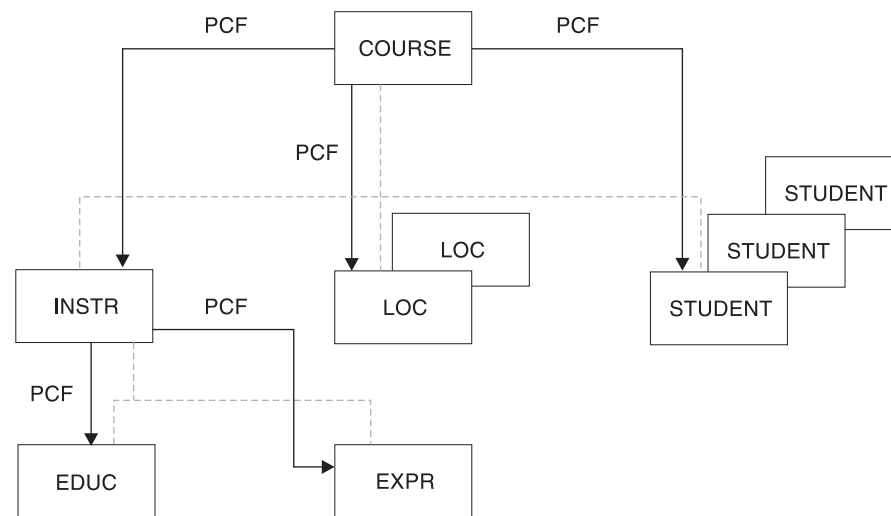 PCF
COURSE
PCF
PCF
STUDENT
STUDENT
LOC
INSTR
PCF
LOC
STUDENT
PCF
EDUC
EXPR